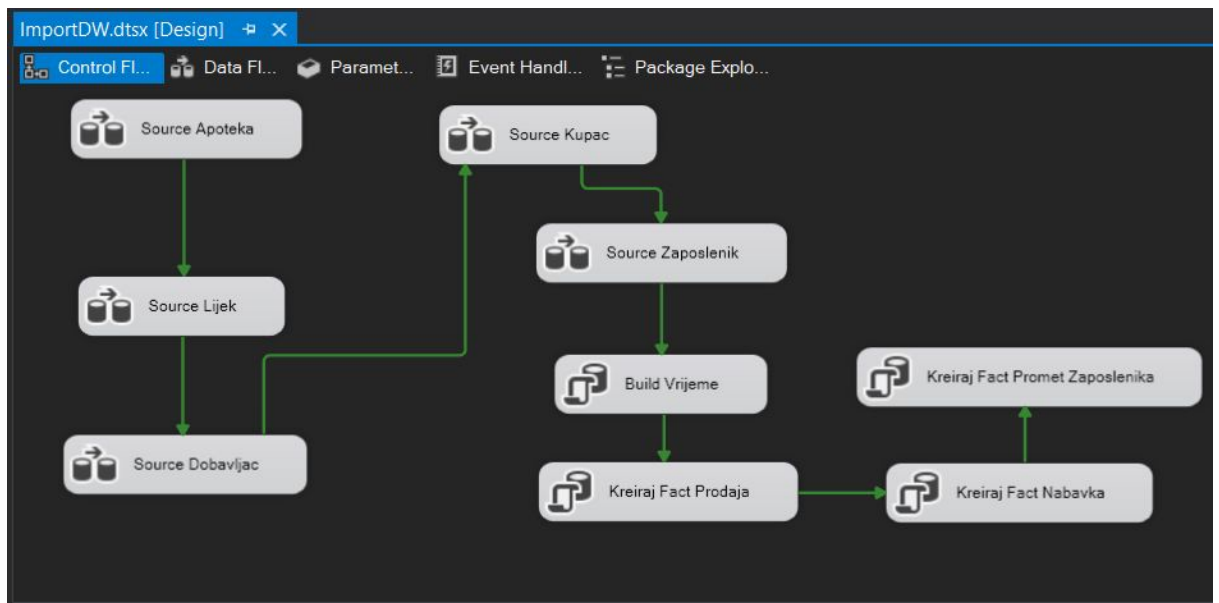 ImportDW.dtsx [Design]
Control Fl... Data Fl... Paramet... Event Handl... Package Explo...
Source Apoteka
Source Kupac
Source Zaposlenik
Source Lijek
Build Vrijeme
Kreiraj Fact Promet Zaposlenika
Source Dobavljac
Kreiraj Fact Prodaja
Kreiraj Fact Nabavka